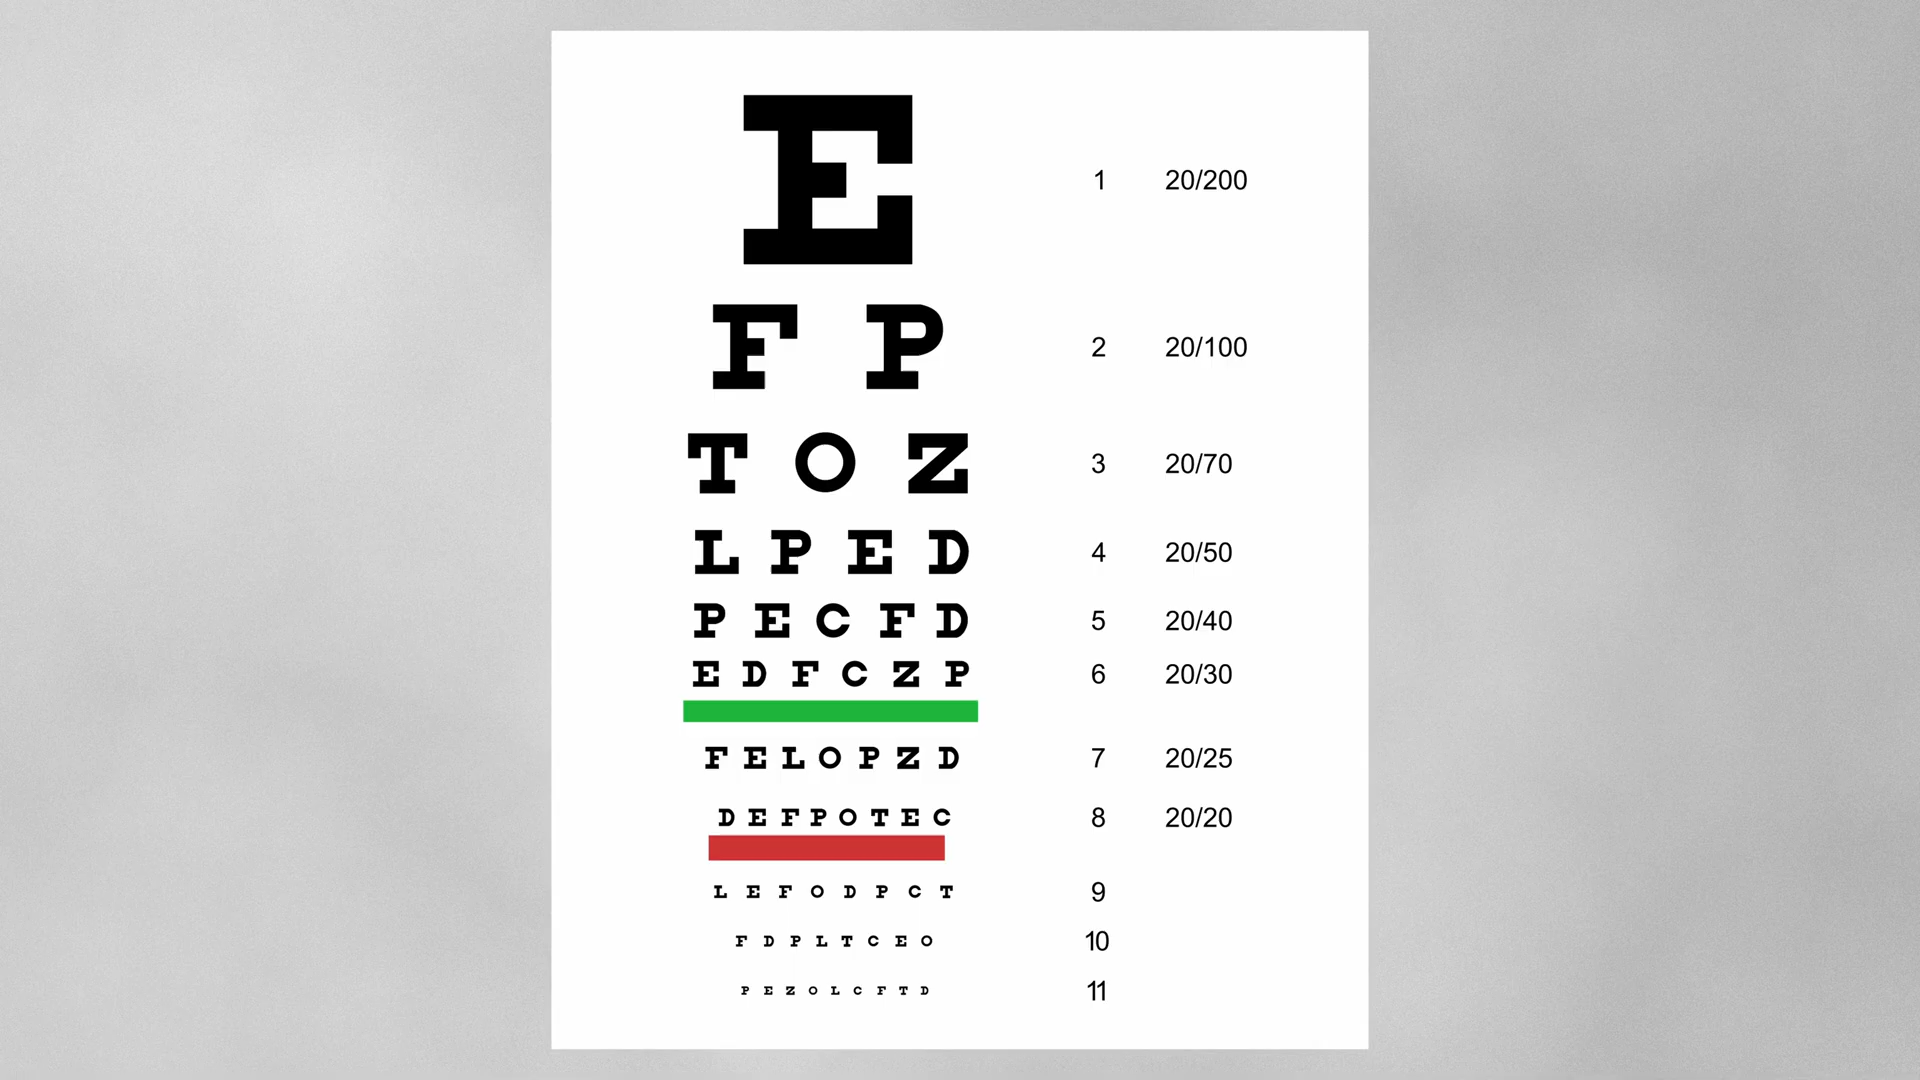 E 1 20/200
F P 2 20/100
T O Z 3 20/70
L P E D 4 20/50
P E C F D 5 20/40
E D F C Z P 6 20/30
F E L O P Z D 7 20/25
D E F P O T E C 8 20/20
L E F O D P C T 9
F D P L T C E O 10
P E Z O L C F T D 11